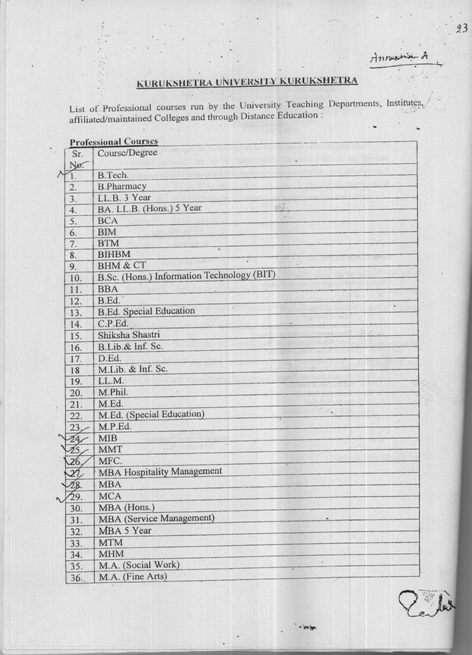 23
Annexure A
KURUKSHETRA UNIVERSITY KURUKSHETRA
List of Professional courses run by the University Teaching Departments, Institutes,
affiliated/maintained Colleges and through Distance Education :
Professional Courses
Sr. Course/Degree
No.
1. B.Tech.
2. B.Pharmacy
3. LL.B. 3 Year
4. BA. LL.B. (Hons.) 5 Year
5. BCA
6. BIM
7. BTM
8. BIHBM
9. BHM & CT
10. B.Sc. (Hons.) Information Technology (BIT)
11. BBA
12. B.Ed.
13. B.Ed. Special Education
14. C.P.Ed.
15. Shiksha Shastri
16. B.Lib.& Inf. Sc.
17. D.Ed.
18 M.Lib. & Inf. Sc.
19. LL.M.
20. M.Phil.
21. M.Ed.
22. M.Ed. (Special Education)
23. M.P.Ed.
24. MIB
25. MMT
26. MFC.
27. MBA Hospitality Management
28. MBA
29. MCA
30. MBA (Hons.)
31. MBA (Service Management)
32. MBA 5 Year
33. MTM
34. MHM
35. M.A. (Social Work)
36. M.A. (Fine Arts)